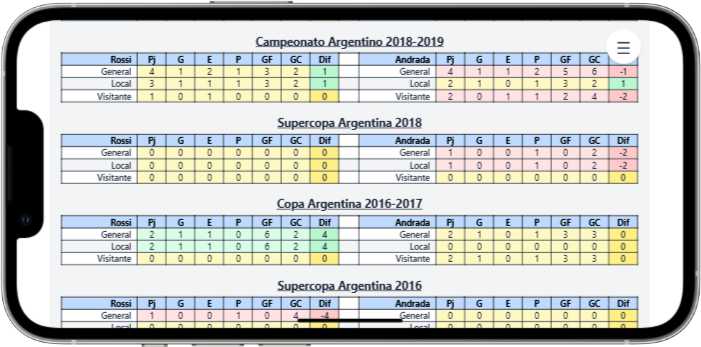 Campeonato Argentino 2018-2019
Rossi Pj G E P GF GC Dif Andrada Pj G E P GF GC Dif
General 4 1 2 1 3 2 1 General 4 1 1 2 5 6 -1
Local 3 1 1 1 3 2 1 Local 2 1 0 1 3 2 1
Visitante 1 0 1 0 0 0 0 Visitante 2 0 1 1 2 4 -2
Supercopa Argentina 2018
Rossi Pj G E P GF GC Dif Andrada Pj G E P GF GC Dif
General 0 0 0 0 0 0 0 General 1 0 0 1 0 2 -2
Local 0 0 0 0 0 0 0 Local 1 0 0 1 0 2 -2
Visitante 0 0 0 0 0 0 0 Visitante 0 0 0 0 0 0 0
Copa Argentina 2016-2017
Rossi Pj G E P GF GC Dif Andrada Pj G E P GF GC Dif
General 2 1 1 0 6 2 4 General 2 1 0 1 3 3 0
Local 2 1 1 0 6 2 4 Local 0 0 0 0 0 0 0
Visitante 0 0 0 0 0 0 0 Visitante 2 1 0 1 3 3 0
Supercopa Argentina 2016
Rossi Pj G E P GF GC Dif Andrada Pj G E P GF GC Dif
General 1 0 0 1 0 4 -4 General 0 0 0 0 0 0 0
Local 0 0 0 0 0 Local 0 0 0 0 0 0 0